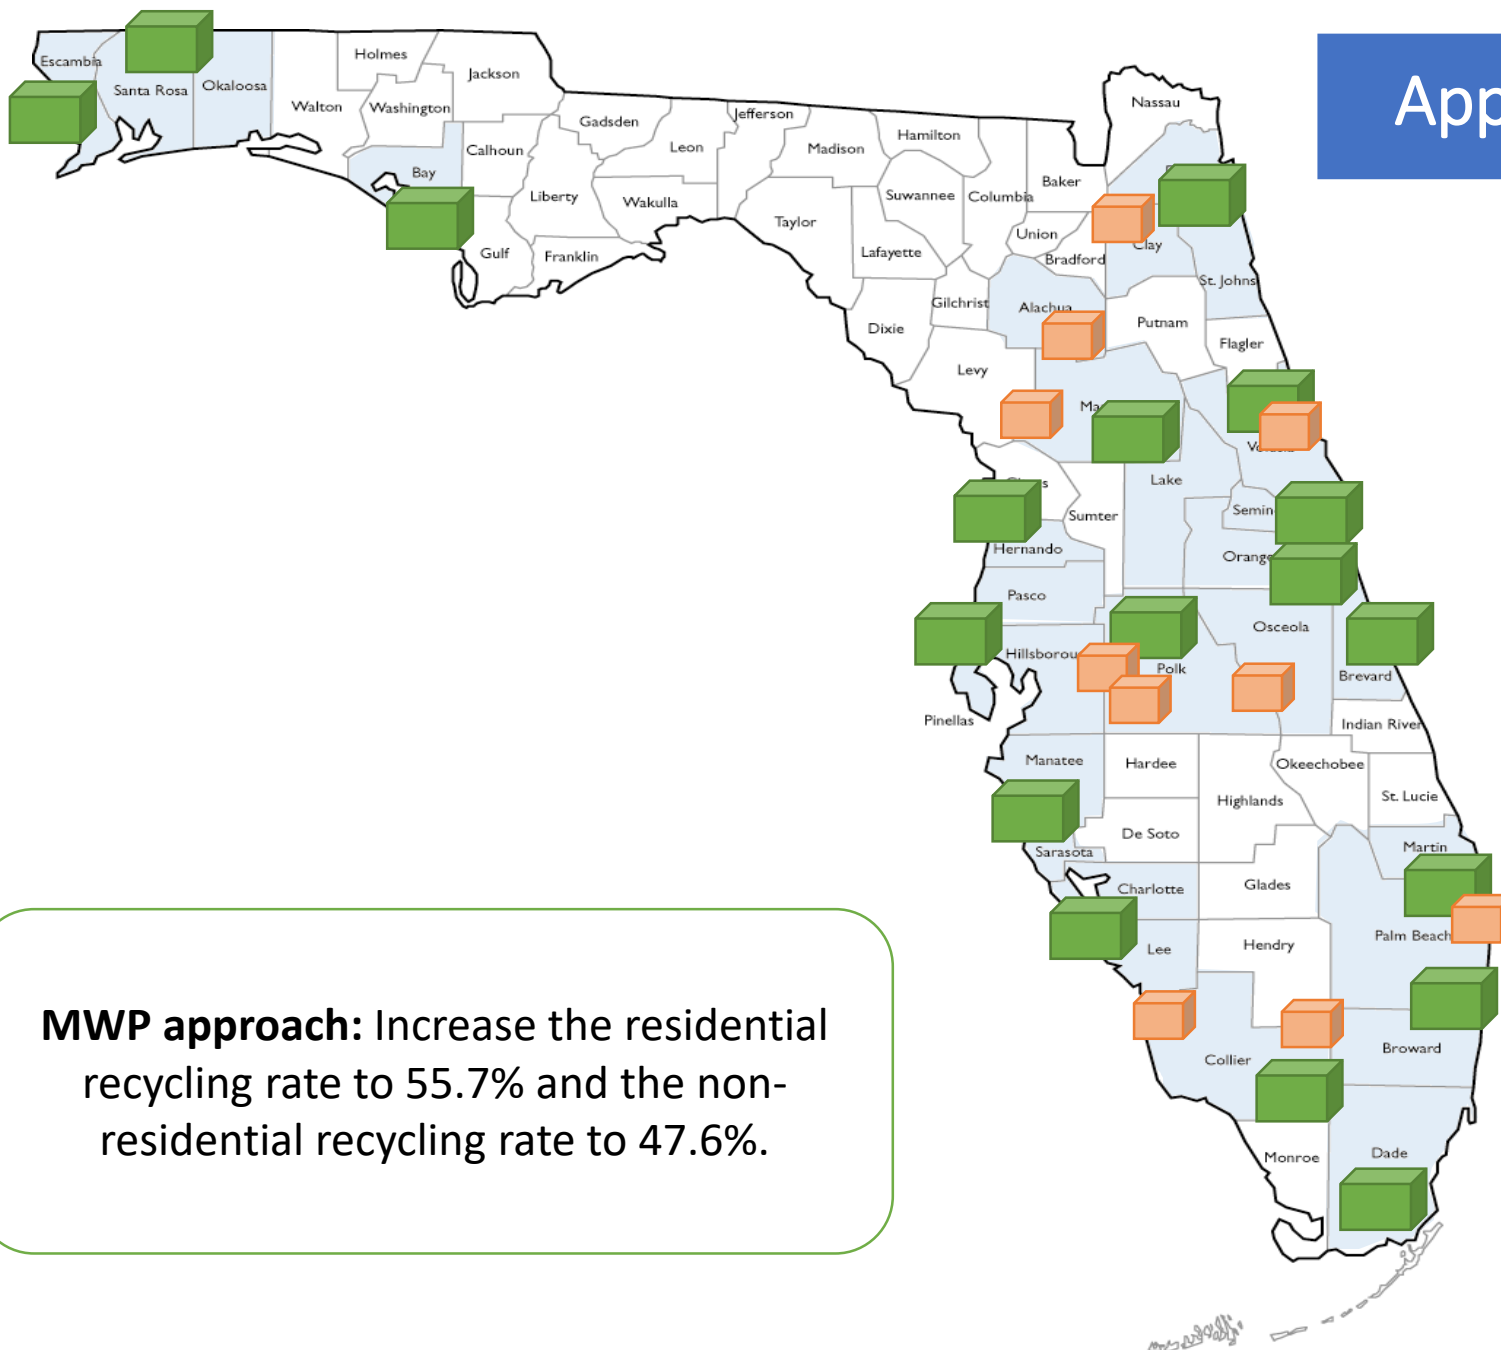 App
Escambia
Santa Rosa
Okaloosa
Holmes
Jackson
Walton
Washington
Bay
Calhoun
Gulf
Gadsden
Liberty
Franklin
Leon
Wakulla
Jefferson
Madison
Taylor
Hamilton
Suwannee
Lafayette
Columbia
Dixie
Gilchrist
Baker
Union
Bradford
Nassau
Clay
St. Johns
Alachua
Putnam
Flagler
Levy
Ma
Lake
Sumter
Semin
Orange
Hernando
Pasco
Hillsborou
Polk
Osceola
Brevard
Pinellas
Indian River
Manatee
Hardee
Okeechobee
Highlands
St. Lucie
De Soto
Sarasota
Martin
Charlotte
Glades
Lee
Hendry
Palm Beach
Collier
Broward
Monroe
Dade
MWP approach: Increase the residential
recycling rate to 55.7% and the non-
residential recycling rate to 47.6%.